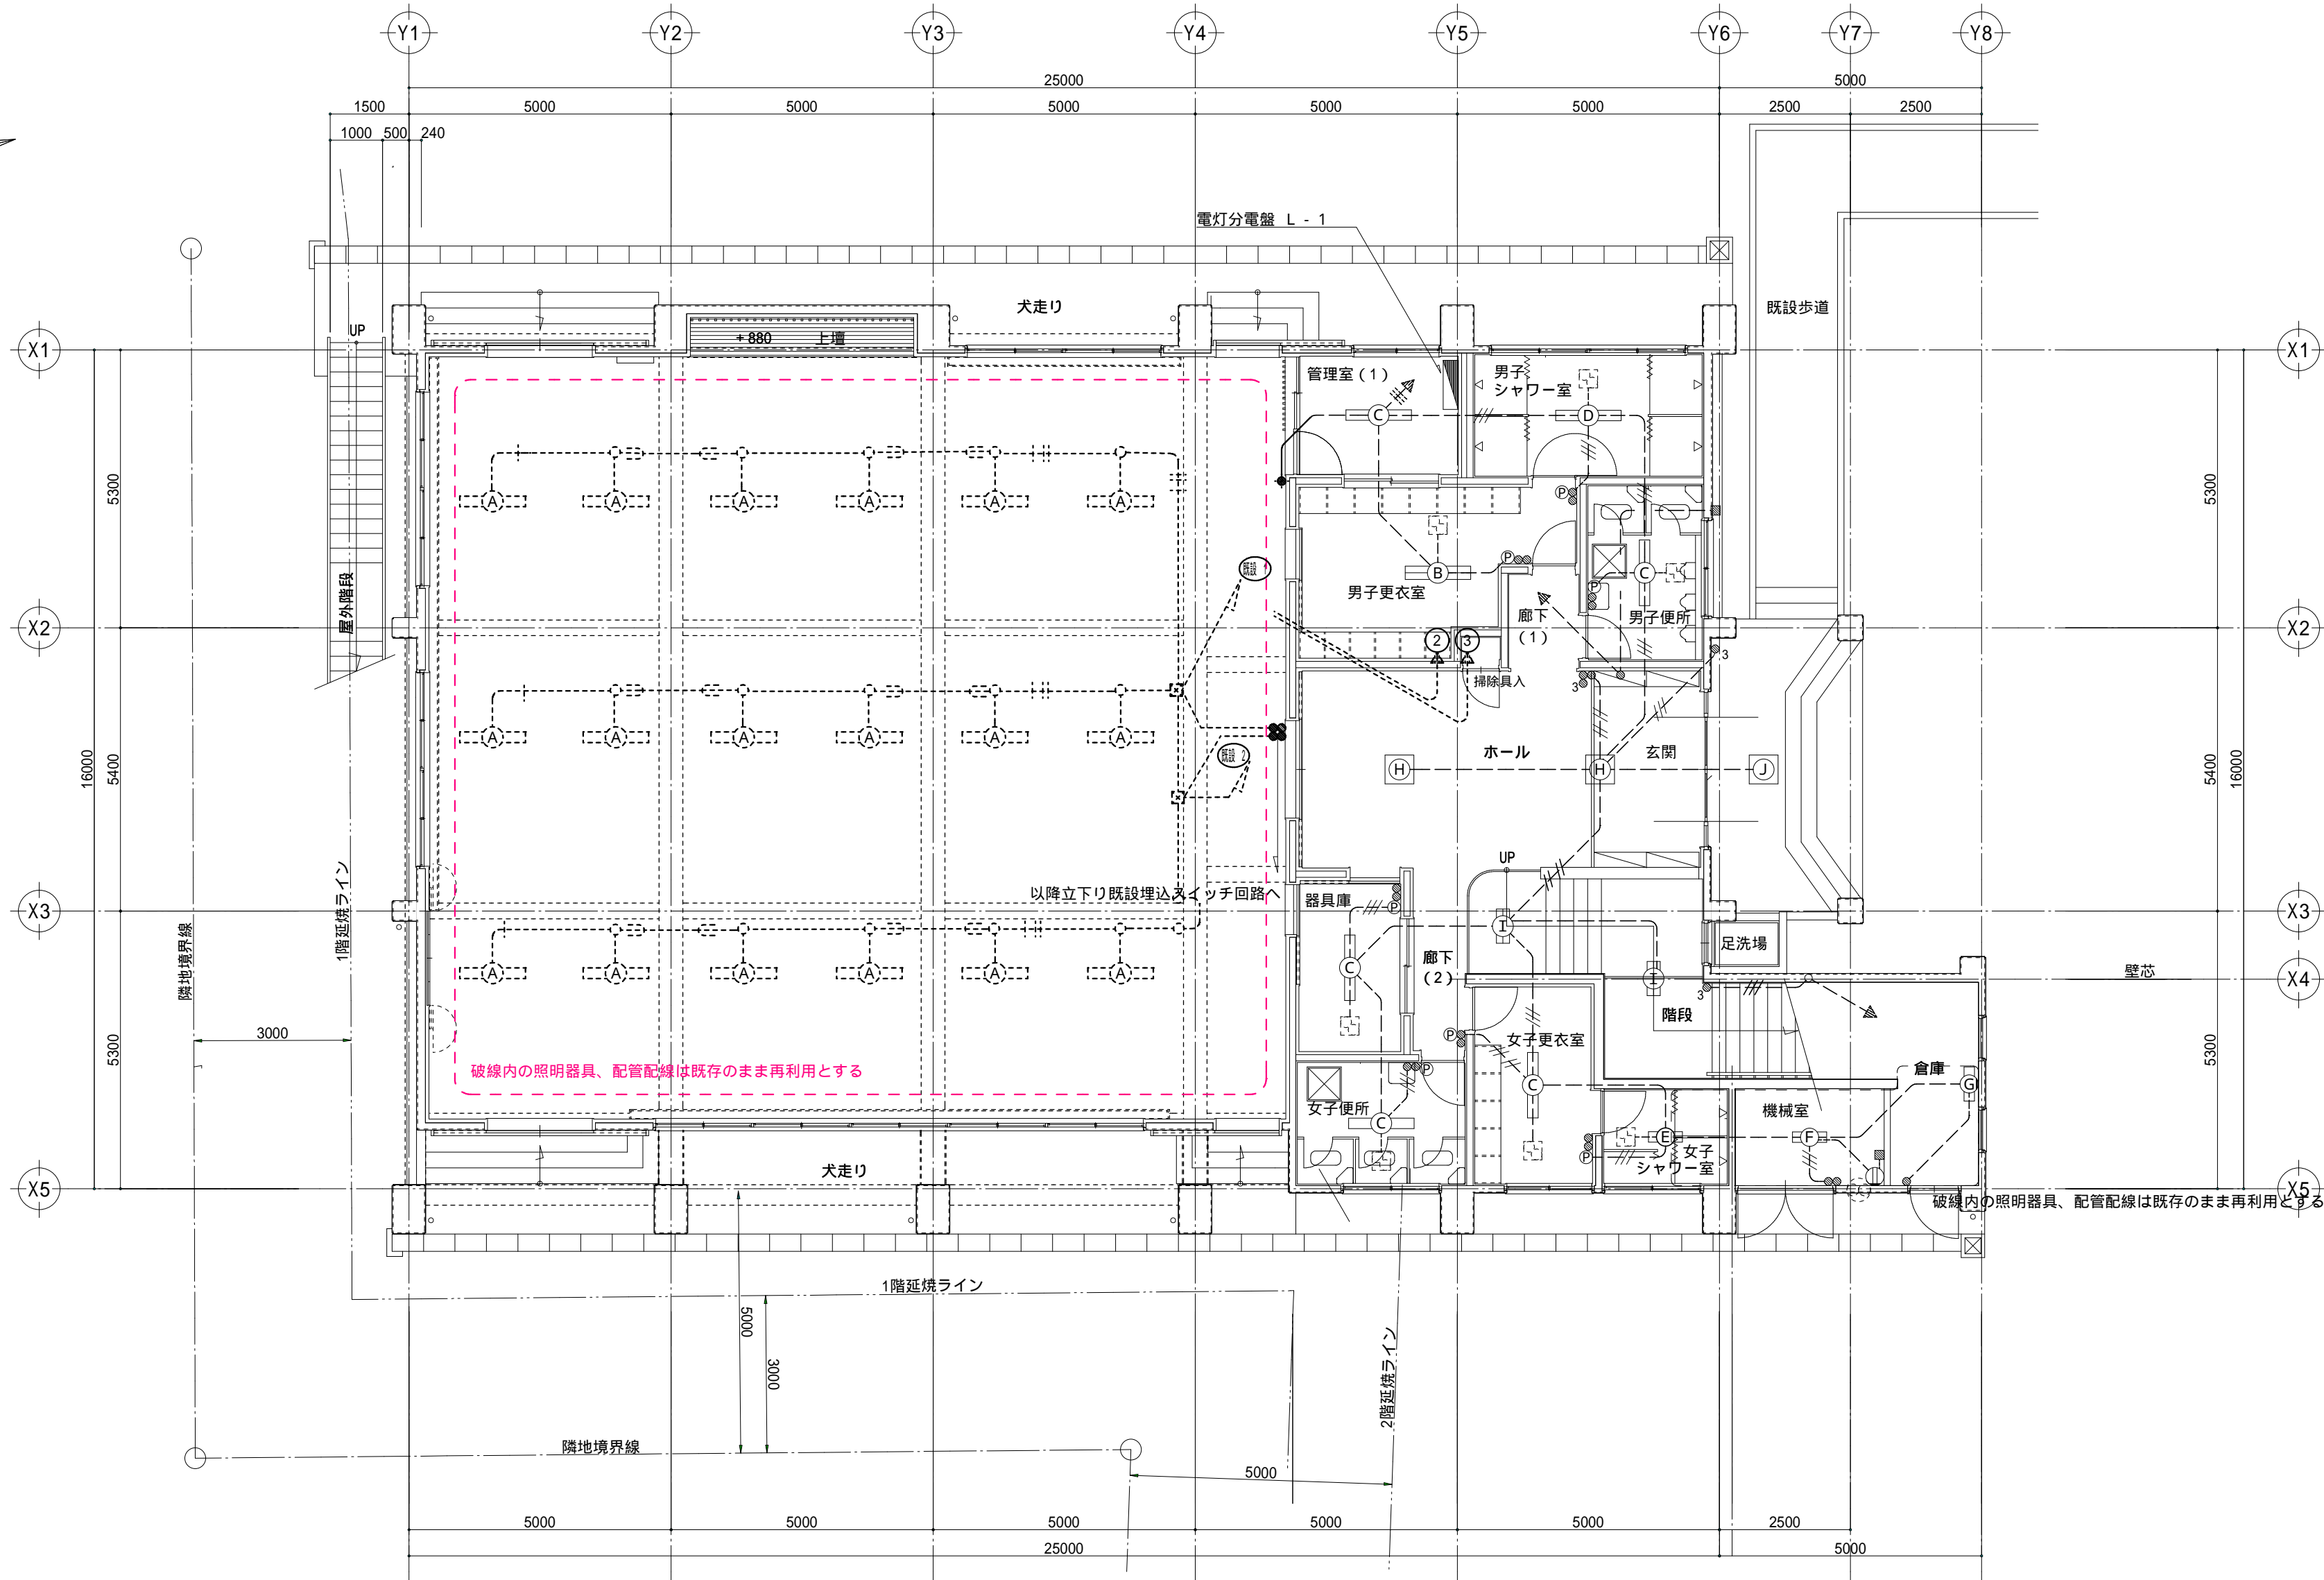 Y1 Y2 Y3 Y4 Y5 Y6 Y7 Y8
25000 5000
1500 5000 5000 5000 5000 5000 2500 2500
1000 500 240
電灯分電盤 L - 1
犬走り
既設歩道
UP
+880 上壇
X1
X1
管理室(1)
男子
シャワー室
C
D
5300
5300
A A A A A A
P
既設 1
P
B
C
P
男子更衣室
廊下
(1)
男子便所
屋外階段
X2
X2
2 3
3
掃除具入
3
A A A A A A
ホール
玄関
既設 2
H H J
16000
5400
5400
16000
UP
以降立下り既設埋込スイッチ回路へ
器具庫
P
X3
X3
1階延焼ライン
隣地境界線
I
足洗場
A A A A A A
C
廊下
(2)
I
壁芯
X4
3
階段
3000
P
女子更衣室
5300
5300
破線内の照明器具、配管配線は既存のまま再利用とする
P
倉庫
C
G
女子便所
機械室
C
E
F
女子
シャワー室
P
犬走り
X5
X5
破線内の照明器具、配管配線は既存のまま再利用とする
1階延焼ライン
5000
3000
2階延焼ライン
隣地境界線
5000
5000 5000 5000 5000 5000 2500
25000 5000